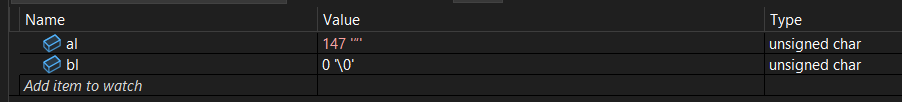 Name Value Type
al 147 '“' unsigned char
bl 0 '\0' unsigned char
Add item to watch